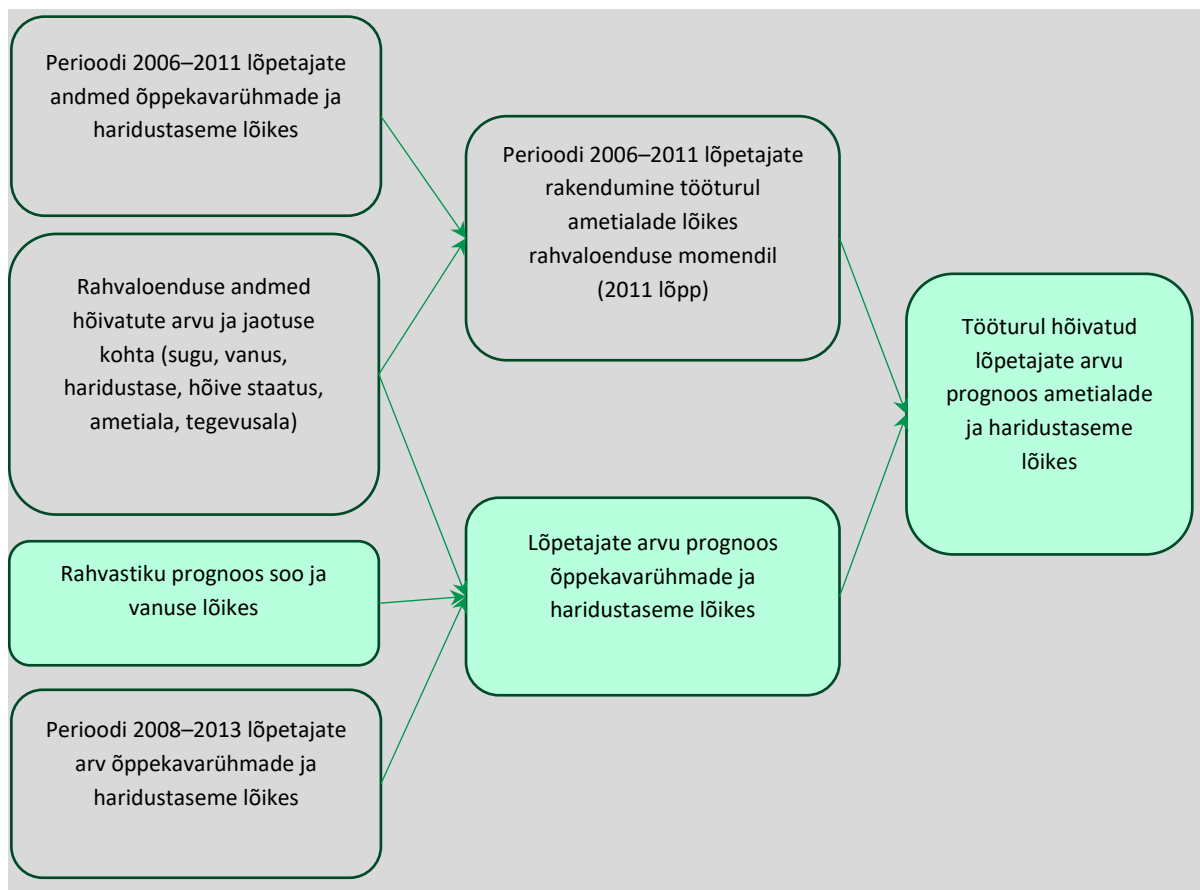 Perioodi 2006–2011 lõpetajate
andmed õppekavarühmade ja
haridustaseme lõikes
Rahvaloenduse andmed
hõivatute arvu ja jaotuse
kohta (sugu, vanus,
haridustase, hõive staatus,
ametiala, tegevusala)
Rahvastiku prognoos soo ja
vanuse lõikes
Perioodi 2008–2013 lõpetajate
arv õppekavarühmade ja
haridustaseme lõikes
Perioodi 2006–2011 lõpetajate
rakendumine tööturul
ametialade lõikes
rahvaloenduse momendil
(2011 lõpp)
Lõpetajate arvu prognoos
õppekavarühmade ja
haridustaseme lõikes
Tööturul hõivatud
lõpetajate arvu
prognoos ametialade
ja haridustaseme
lõikes